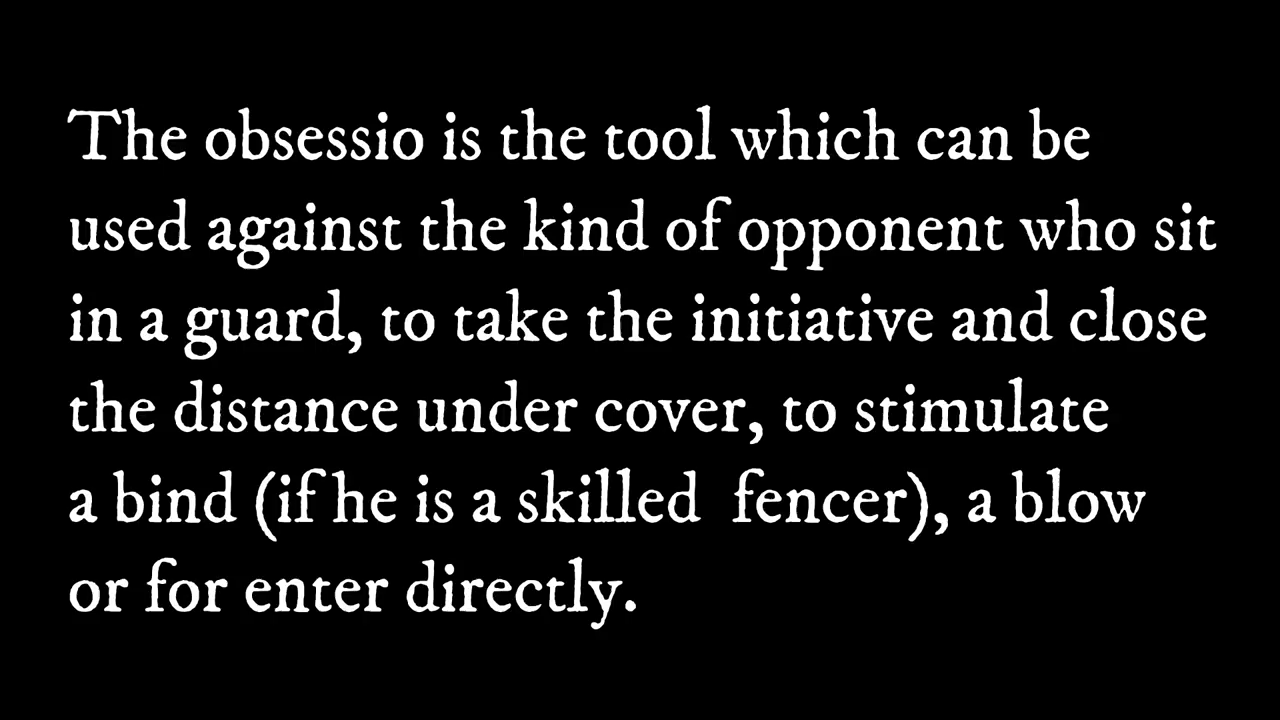 The obsessio is the tool which can be
used against the kind of opponent who sit
in a guard, to take the initiative and close
the distance under cover, to stimulate
a bind (if he is a skilled  fencer), a blow
or for enter directly.